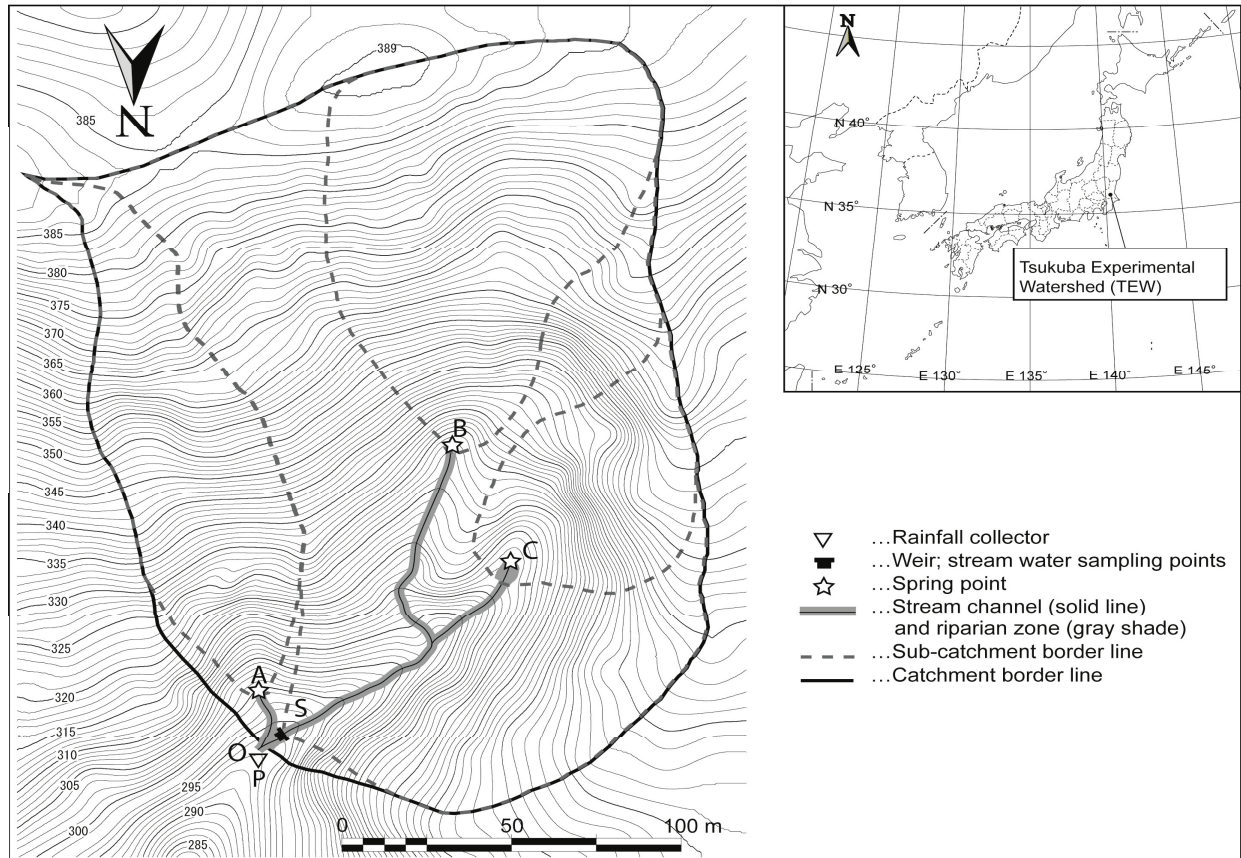 389
385
N
385
380
375
370
365
360
355
350
345
340
335
330
325
320
315
310
305
300
295
290
285
B
C
A
S
O
P
0 50 100 m
N
N 40°
N 35°
N 30°
E 125°
E 130°
E 135°
E 140°
E 145°
Tsukuba Experimental
Watershed (TEW)
...Rainfall collector
...Weir; stream water sampling points
...Spring point
...Stream channel (solid line)
and riparian zone (gray shade)
...Sub-catchment border line
...Catchment border line